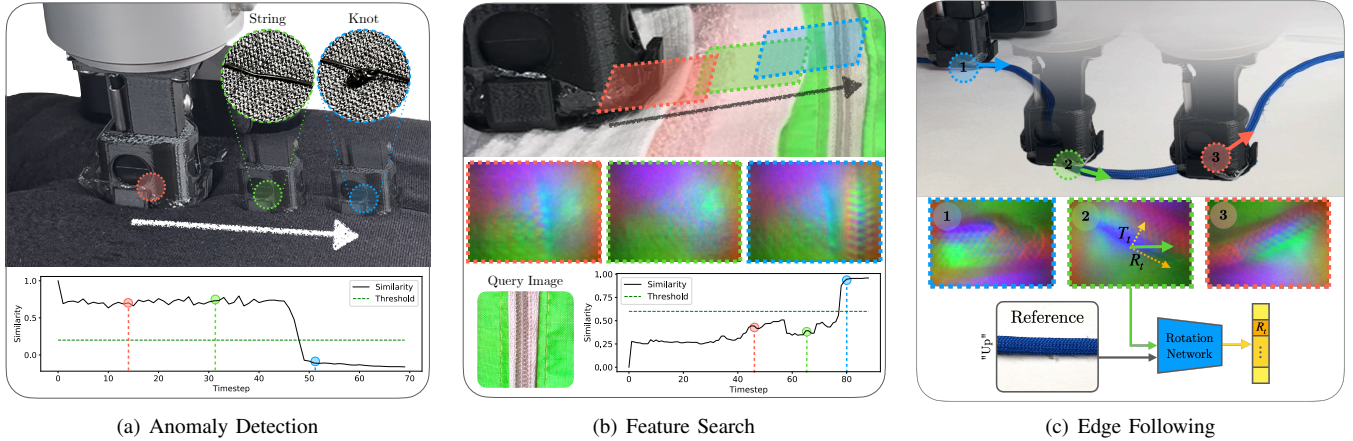 String
Knot
1.0
0.5
0.0
Similarity
Similarity
Threshold
0 10 20 30 40 50 60 70
Timestep
(a) Anomaly Detection
Query Image
1,00
0,75
0,50
0,25
0,00
Similarity
Similarity
Threshold
0 20 40 60 80
Timestep
(b) Feature Search
1
2
3
1
2
3
T_t
R_t
Reference
"Up"
Rotation
Network
R_t
⋮
(c) Edge Following